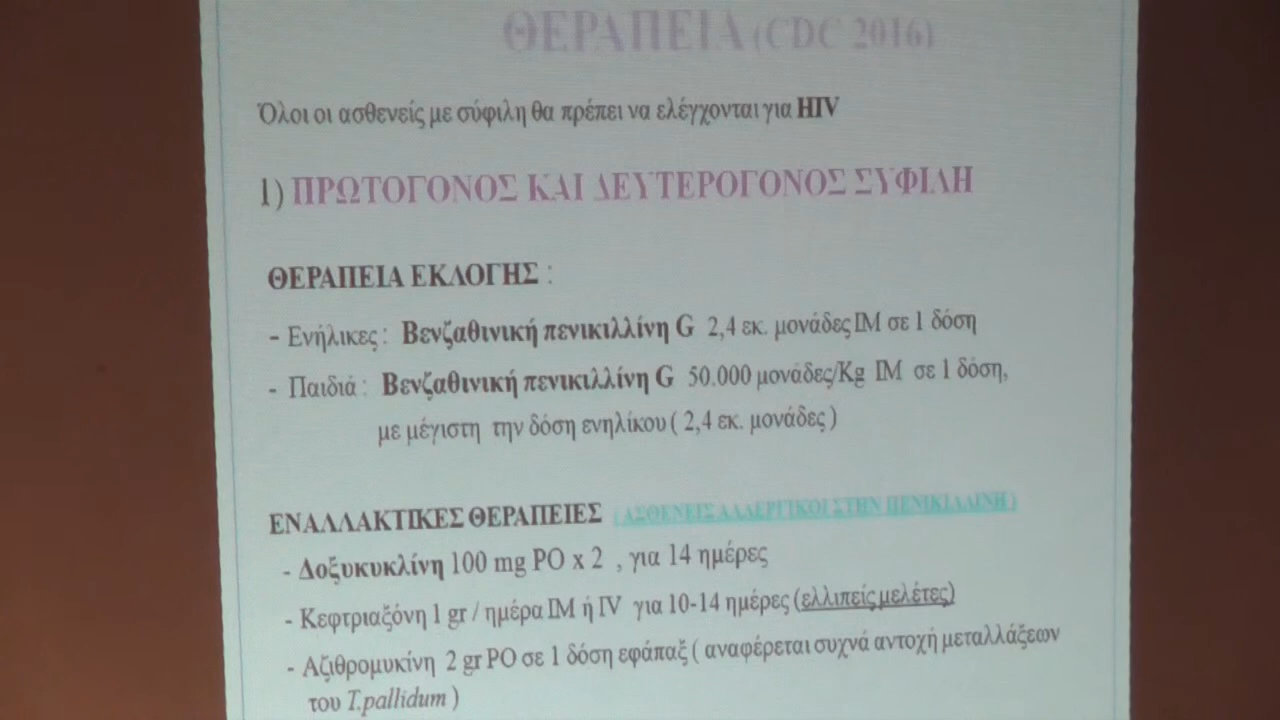 ΘΕΡΑΠΕΙΑ (CDC 2016)
Όλοι οι ασθενείς με σύφιλη θα πρέπει να ελέγχονται για HIV
1) ΠΡΩΤΟΓΟΝΟΣ ΚΑΙ ΔΕΥΤΕΡΟΓΟΝΟΣ ΣΥΦΙΛΗ
ΘΕΡΑΠΕΙΑ ΕΚΛΟΓΗΣ :
- Ενήλικες : Βενζαθινική πενικιλλίνη G 2,4 εκ. μονάδες IM σε 1 δόση
- Παιδιά : Βενζαθινική πενικιλλίνη G 50.000 μονάδες/Kg IM σε 1 δόση,
με μέγιστη την δόση ενηλίκου ( 2,4 εκ. μονάδες )
ΕΝΑΛΛΑΚΤΙΚΕΣ ΘΕΡΑΠΕΙΕΣ ( ΑΣΘΕΝΕΙΣ ΑΛΛΕΡΓΙΚΟΙ ΣΤΗΝ ΠΕΝΙΚΙΛΛΙΝΗ )
- Δοξυκυκλίνη 100 mg PO x 2 , για 14 ημέρες
- Κεφτριαξόνη 1 gr / ημέρα IM ή IV για 10-14 ημέρες (ελλιπείς μελέτες)
- Αζιθρομυκίνη 2 gr PO σε 1 δόση εφάπαξ ( αναφέρεται συχνά αντοχή μεταλλάξεων
του T.pallidum )